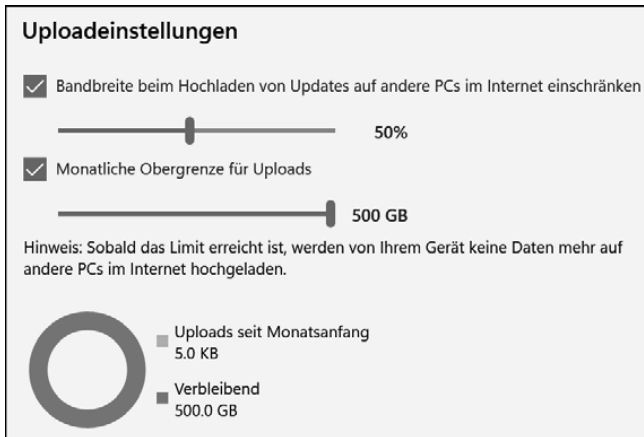 Uploadeinstellungen
Bandbreite beim Hochladen von Updates auf andere PCs im Internet einschränken
50%
Monatliche Obergrenze für Uploads
500 GB
Hinweis: Sobald das Limit erreicht ist, werden von Ihrem Gerät keine Daten mehr auf
andere PCs im Internet hochgeladen.
Uploads seit Monatsanfang
5.0 KB
Verbleibend
500.0 GB